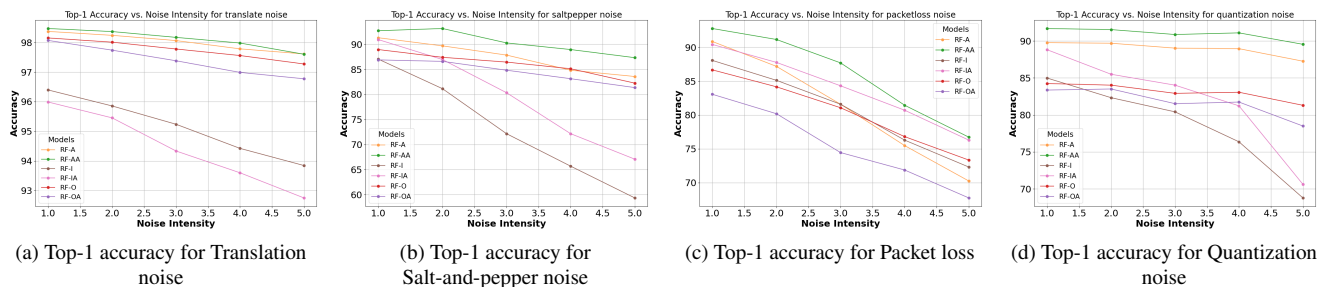 Top-1 Accuracy vs. Noise Intensity for translate noise
Accuracy
98
97
96
95
94
93
Models
RF-A
RF-AA
RF-I
RF-IA
RF-O
RF-OA
1.0 1.5 2.0 2.5 3.0 3.5 4.0 4.5 5.0
Noise Intensity
(a) Top-1 accuracy for Translation
noise
Top-1 Accuracy vs. Noise Intensity for saltpepper noise
Accuracy
90
85
80
75
70
65
60
Models
RF-A
RF-AA
RF-I
RF-IA
RF-O
RF-OA
1.0 1.5 2.0 2.5 3.0 3.5 4.0 4.5 5.0
Noise Intensity
(b) Top-1 accuracy for
Salt-and-pepper noise
Top-1 Accuracy vs. Noise Intensity for packetloss noise
Accuracy
90
85
80
75
70
Models
RF-A
RF-AA
RF-I
RF-IA
RF-O
RF-OA
1.0 1.5 2.0 2.5 3.0 3.5 4.0 4.5 5.0
Noise Intensity
(c) Top-1 accuracy for Packet loss
Top-1 Accuracy vs. Noise Intensity for quantization noise
Accuracy
90
85
80
75
70
Models
RF-A
RF-AA
RF-I
RF-IA
RF-O
RF-OA
1.0 1.5 2.0 2.5 3.0 3.5 4.0 4.5 5.0
Noise Intensity
(d) Top-1 accuracy for Quantization
noise